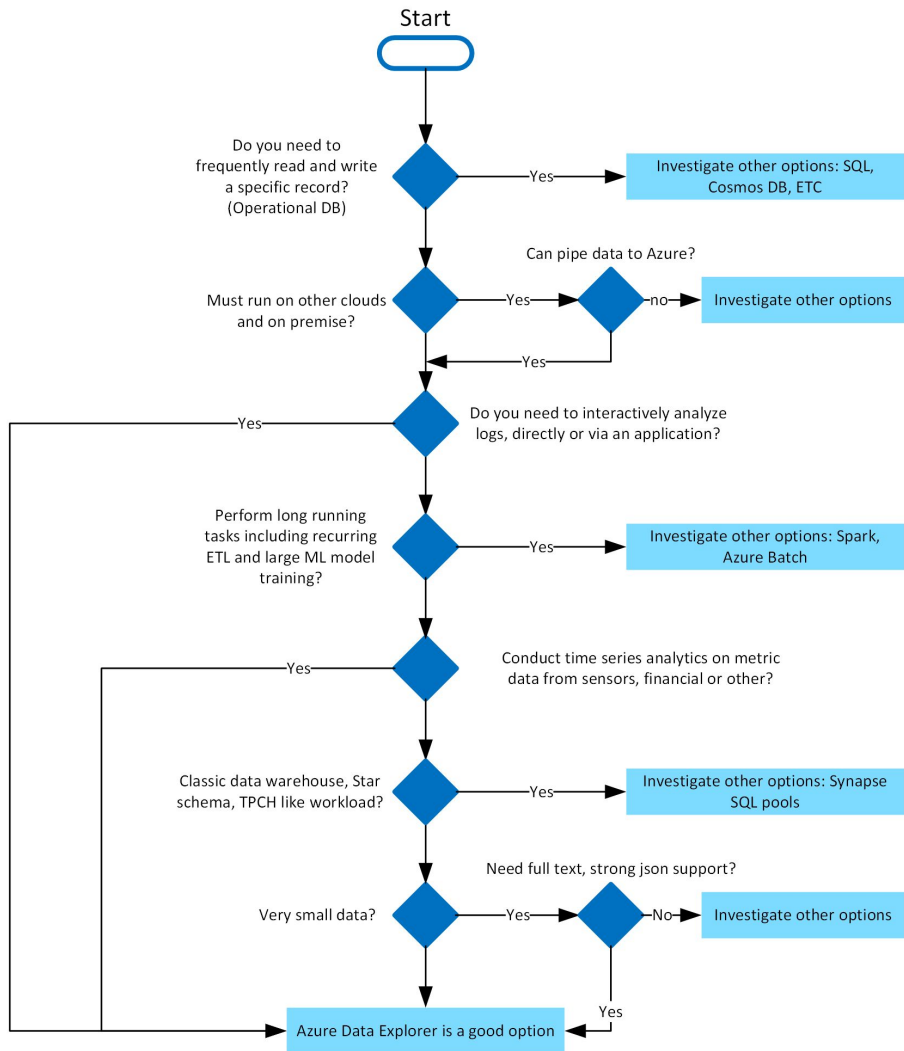 Start
Do you need to
frequently read and write
a specific record?
(Operational DB)
Yes
Investigate other options: SQL,
Cosmos DB, ETC
Can pipe data to Azure?
Must run on other clouds
and on premise?
Yes
no
Investigate other options
Yes
Yes
Do you need to interactively analyze
logs, directly or via an application?
Perform long running
tasks including recurring
ETL and large ML model
training?
Yes
Investigate other options: Spark,
Azure Batch
Yes
Conduct time series analytics on metric
data from sensors, financial or other?
Classic data warehouse, Star
schema, TPCH like workload?
Yes
Investigate other options: Synapse
SQL pools
Need full text, strong json support?
Very small data?
Yes
No
Investigate other options
Yes
Azure Data Explorer is a good option